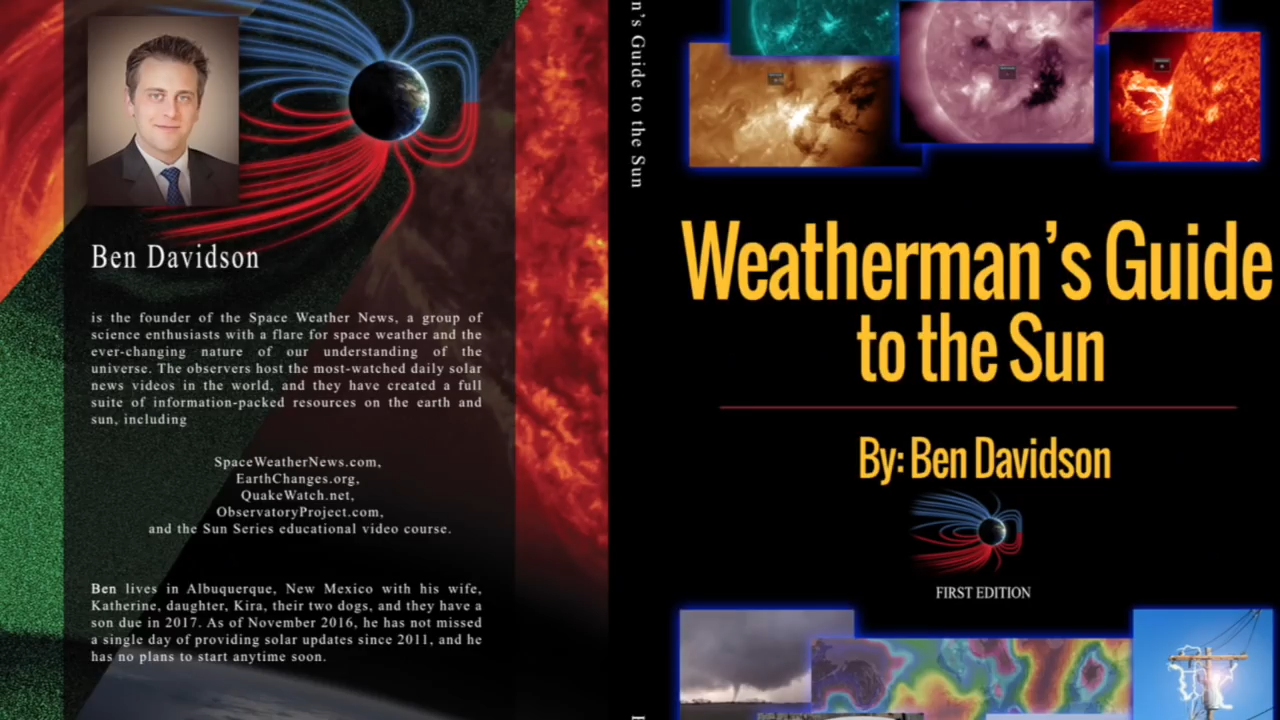 Ben Davidson
is the founder of the Space Weather News, a group of
science enthusiasts with a flare for space weather and the
ever-changing nature of our understanding of the
universe. The observers host the most-watched daily solar
news videos in the world, and they have created a full
suite of information-packed resources on the earth and
sun, including
SpaceWeatherNews.com,
EarthChanges.org,
QuakeWatch.net,
ObservatoryProject.com,
and the Sun Series educational video course.
Ben lives in Albuquerque, New Mexico with his wife,
Katherine, daughter, Kira, their two dogs, and they have a
son due in 2017. As of November 2016, he has not missed
a single day of providing solar updates since 2011, and he
has no plans to start anytime soon.
n's Guide to the Sun
Weatherman's Guide
to the Sun
By: Ben Davidson
FIRST EDITION